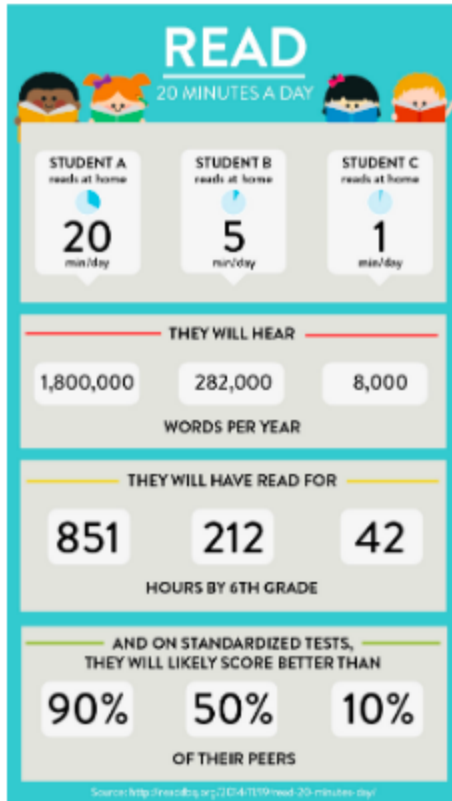 READ
20 MINUTES A DAY
STUDENT A
reads at home
20
min/day
STUDENT B
reads at home
5
min/day
STUDENT C
reads at home
1
min/day
THEY WILL HEAR
1,800,000 282,000 8,000
WORDS PER YEAR
THEY WILL HAVE READ FOR
851 212 42
HOURS BY 6TH GRADE
AND ON STANDARDIZED TESTS,
THEY WILL LIKELY SCORE BETTER THAN
90% 50% 10%
OF THEIR PEERS
Source: